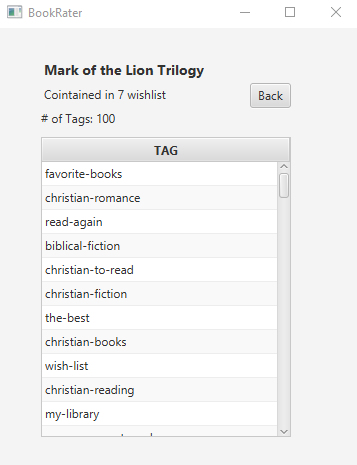 BookRater
Mark of the Lion Trilogy
Cointained in 7 wishlist
Back
# of Tags: 100
TAG
favorite-books
christian-romance
read-again
biblical-fiction
christian-to-read
christian-fiction
the-best
christian-books
wish-list
christian-reading
my-library